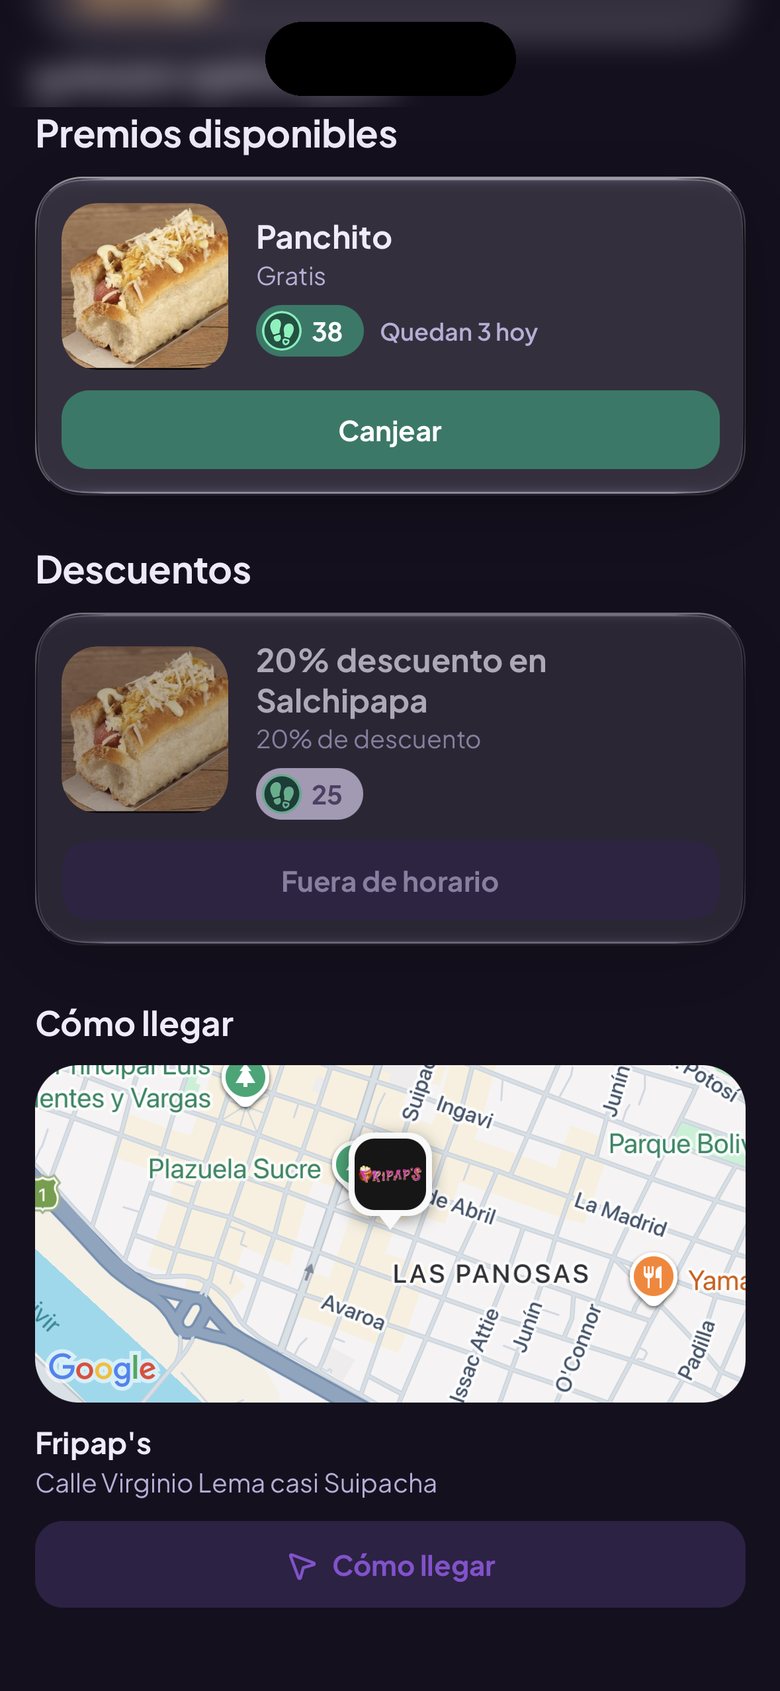 Premios disponibles
Panchito
Gratis
38
Quedan 3 hoy
Canjear
Descuentos
20% descuento en
Salchipapa
20% de descuento
25
Fuera de horario
Cómo llegar
entes y Vargas
Suipac
Ingavi
Junín
Potosí
Plazuela Sucre
Parque Boliv
FRIPAP'S
1
de Abril
La Madrid
LAS PANOSAS
Yama
Avaroa
Issac Attie
Junín
O'Connor
Padilla
Google
Fripap's
Calle Virginio Lema casi Suipacha
Cómo llegar